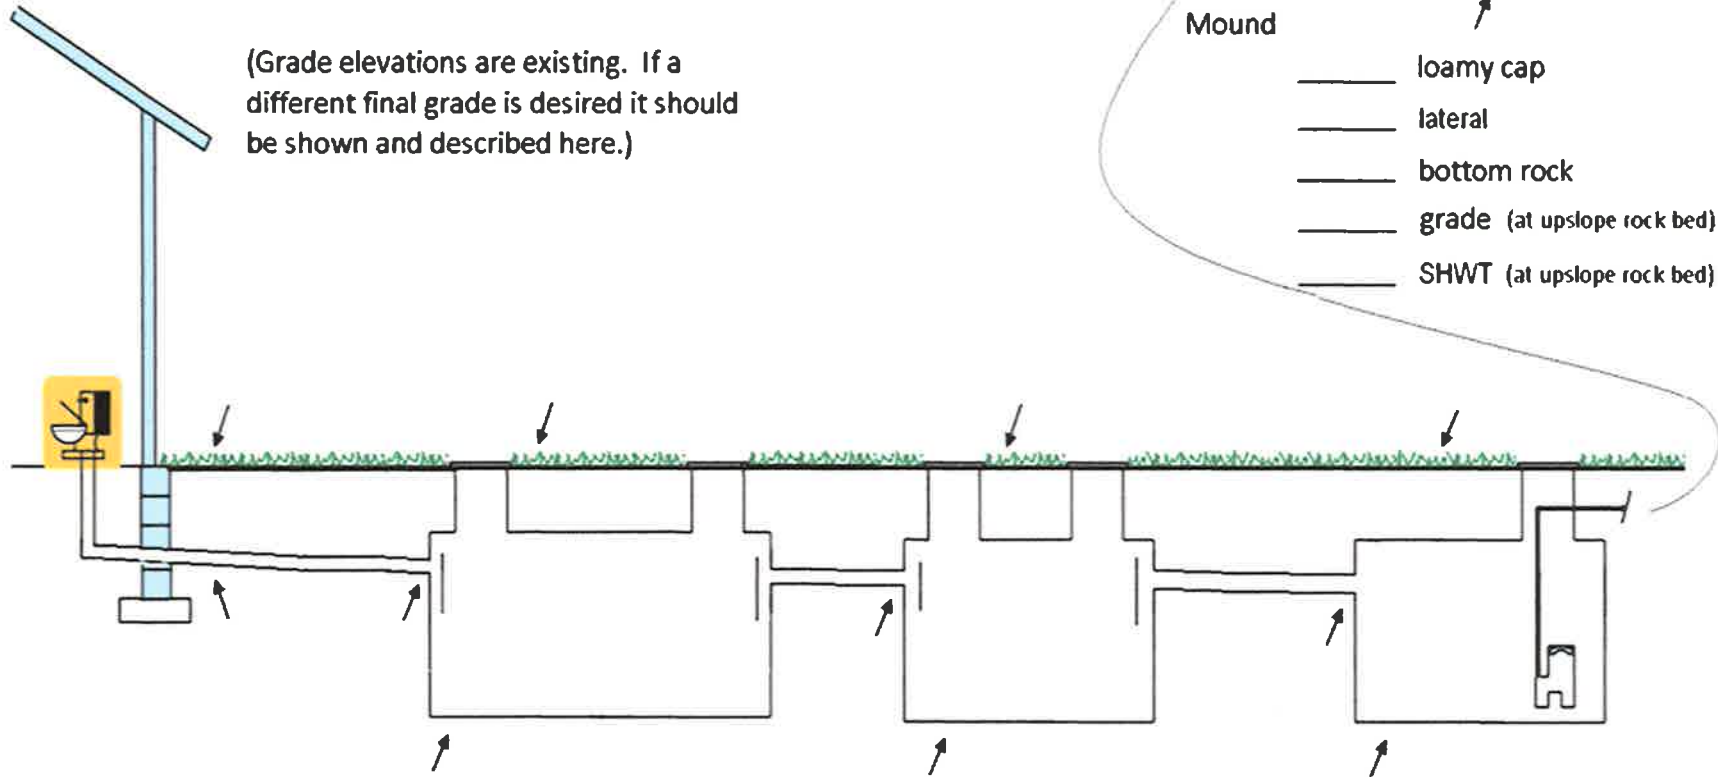 (Grade elevations are existing. If a
different final grade is desired it should
be shown and described here.)
Mound
loamy cap
lateral
bottom rock
grade (at upslope rock bed)
SHWT (at upslope rock bed)